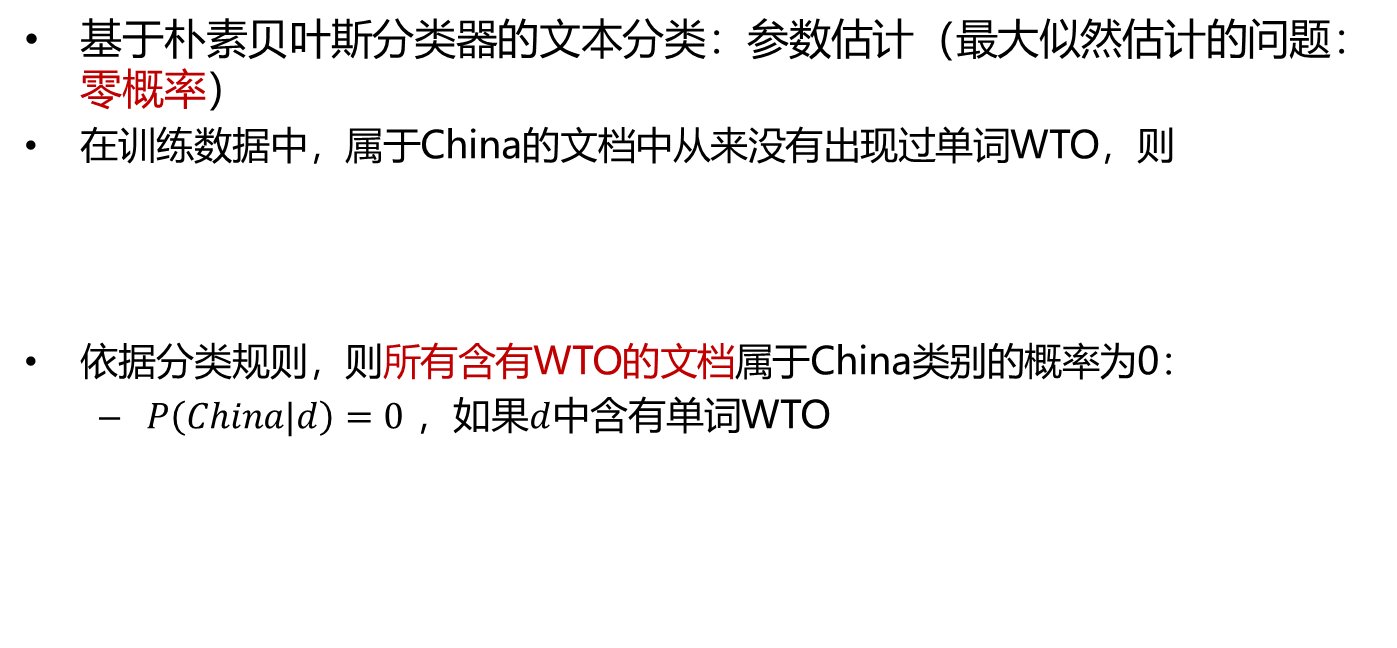 • 基于朴素贝叶斯分类器的文本分类：参数估计（最大似然估计的问题：
零概率）
• 在训练数据中，属于China的文档中从来没有出现过单词WTO，则
• 依据分类规则，则所有含有WTO的文档属于China类别的概率为0：
– P(China|d) = 0 ，如果d中含有单词WTO